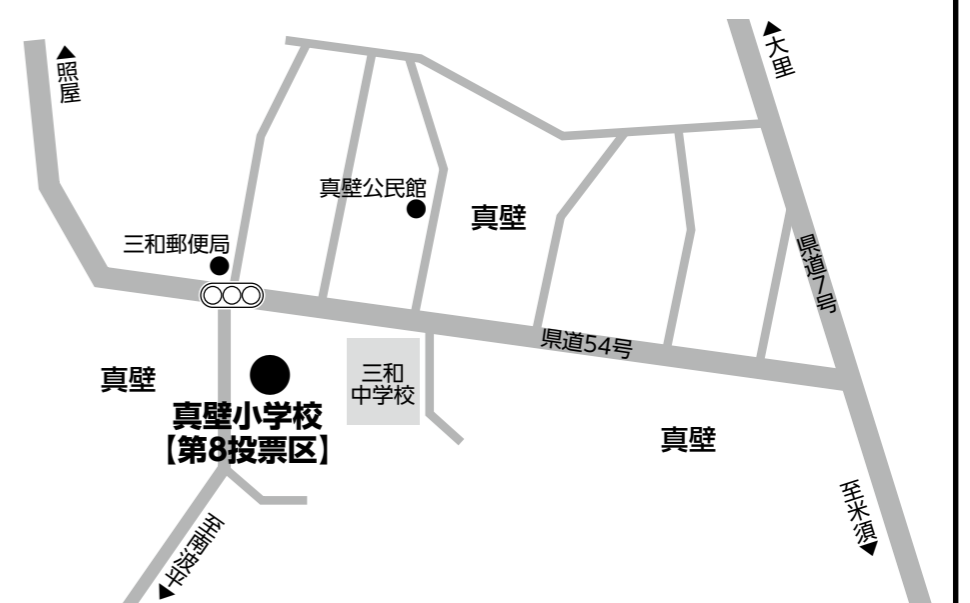 ▲大里
▲照屋
真壁公民館
真壁
三和郵便局
県道7号
県道54号
真壁
三和
中学校
真壁小学校
【第8投票区】
真壁
至米須▼
至南波平▼